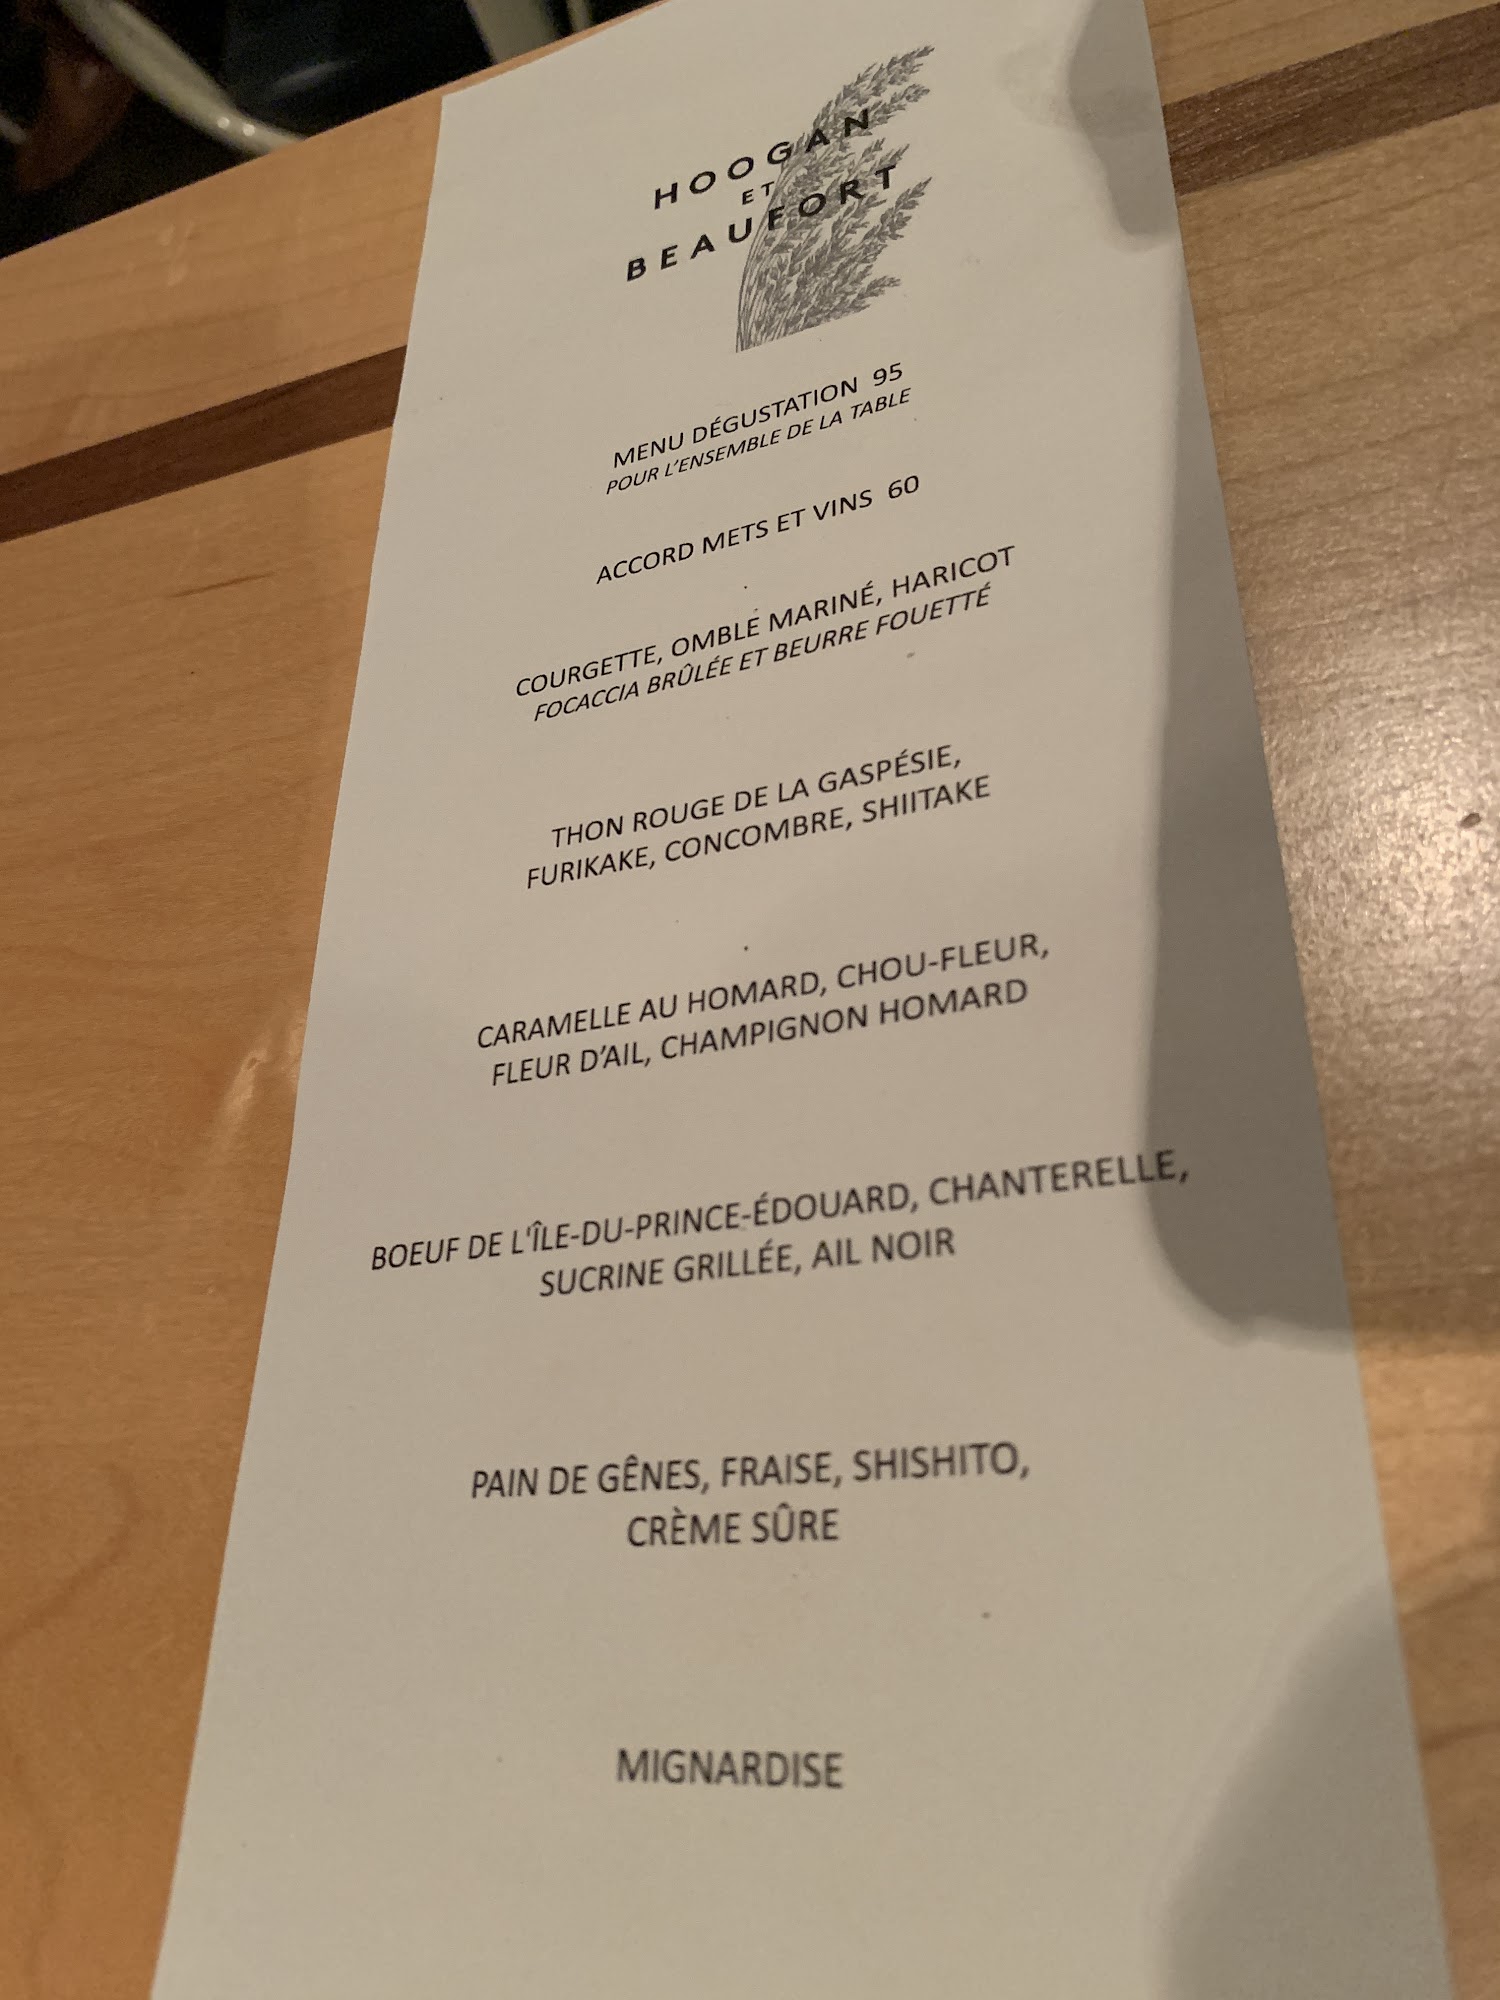 HOOGAN
ET
BEAUFORT
MENU DÉGUSTATION 95
POUR L'ENSEMBLE DE LA TABLE
ACCORD METS ET VINS 60
COURGETTE, OMBLE MARINÉ, HARICOT
FOCACCIA BRÛLÉE ET BEURRE FOUETTÉ
THON ROUGE DE LA GASPÉSIE,
FURIKAKE, CONCOMBRE, SHIITAKE
CARAMELLE AU HOMARD, CHOU-FLEUR,
FLEUR D'AIL, CHAMPIGNON HOMARD
BOEUF DE L'ÎLE-DU-PRINCE-ÉDOUARD, CHANTERELLE,
SUCRINE GRILLÉE, AIL NOIR
PAIN DE GÊNES, FRAISE, SHISHITO,
CRÈME SÛRE
MIGNARDISE